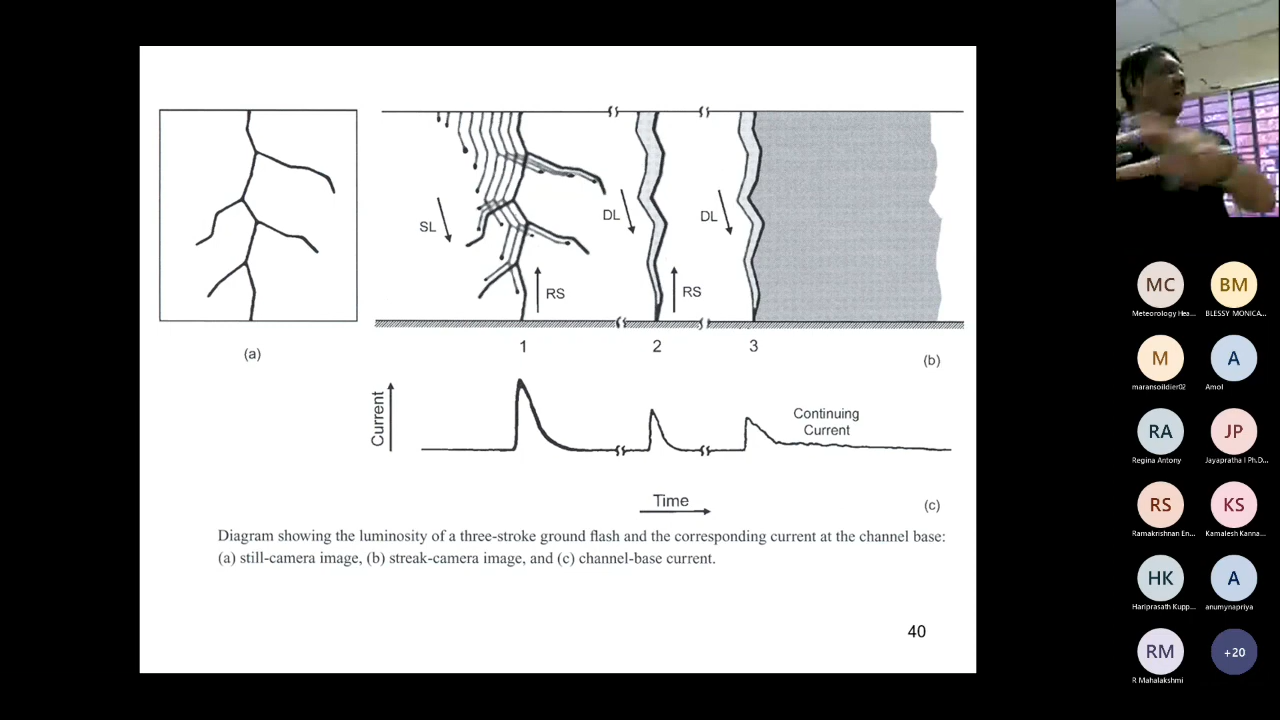 SL
RS
DL
RS
DL
(a)
1
2
3
(b)
Current
Continuing
Current
Time
(c)
Diagram showing the luminosity of a three-stroke ground flash and the corresponding current at the channel base:
(a) still-camera image, (b) streak-camera image, and (c) channel-base current.
40
MC
BM
Meteorology Hea...
BLESSY MONICA...
M
A
maransoildier02
Amol
RA
JP
Regina Antony
Jayapratha I Ph.D...
RS
KS
Ramakrishnan En...
Kamalesh Kanna...
HK
A
Hariprasath Kupp...
anumynapriya
RM
+20
R Mahalakshmi